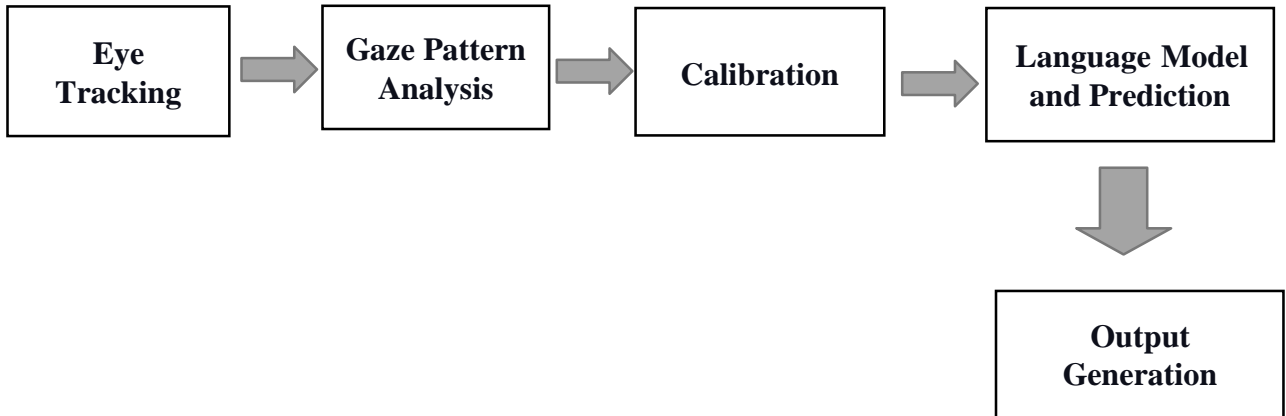 Eye
Tracking
Gaze Pattern
Analysis
Calibration
Language Model
and Prediction
Output
Generation